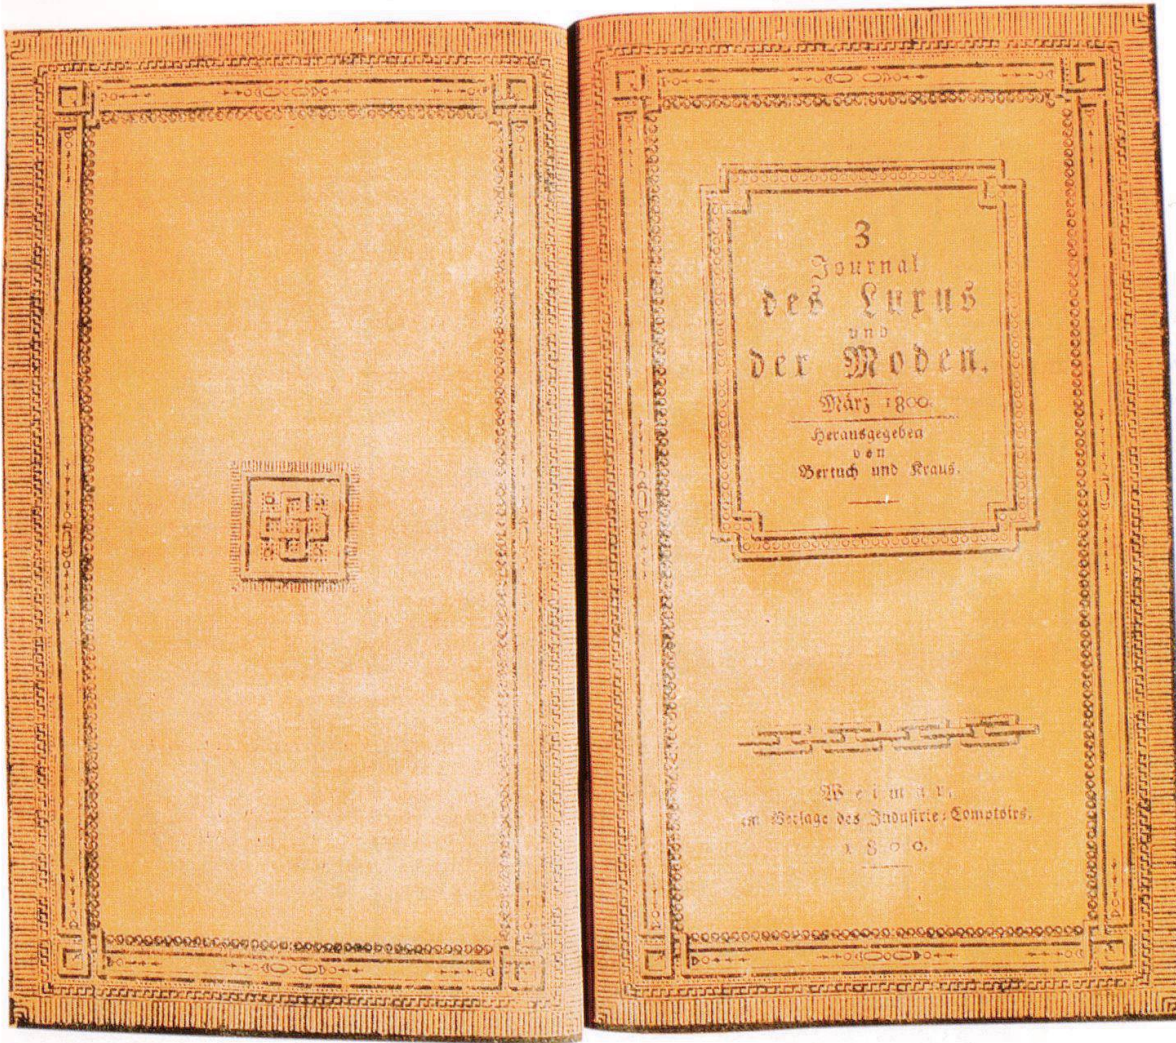 3
Journal
des Luxus
und
der Moden.
März 1800.
Herausgegeben
von
Bertuch und Kraus.
Weimar,
im Verlage des Industrie-Comptoirs,
1800.